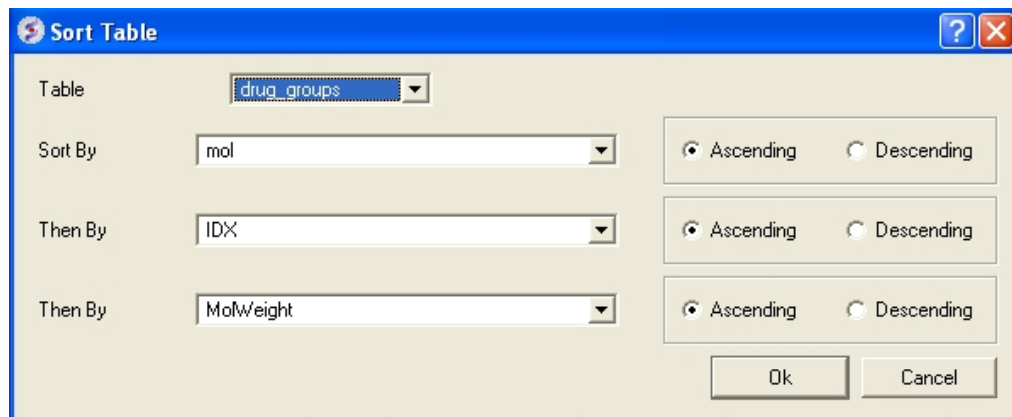 Sort Table
?
Table drug_groups
Sort By mol Ascending Descending
Then By IDX Ascending Descending
Then By MolWeight Ascending Descending
Ok Cancel